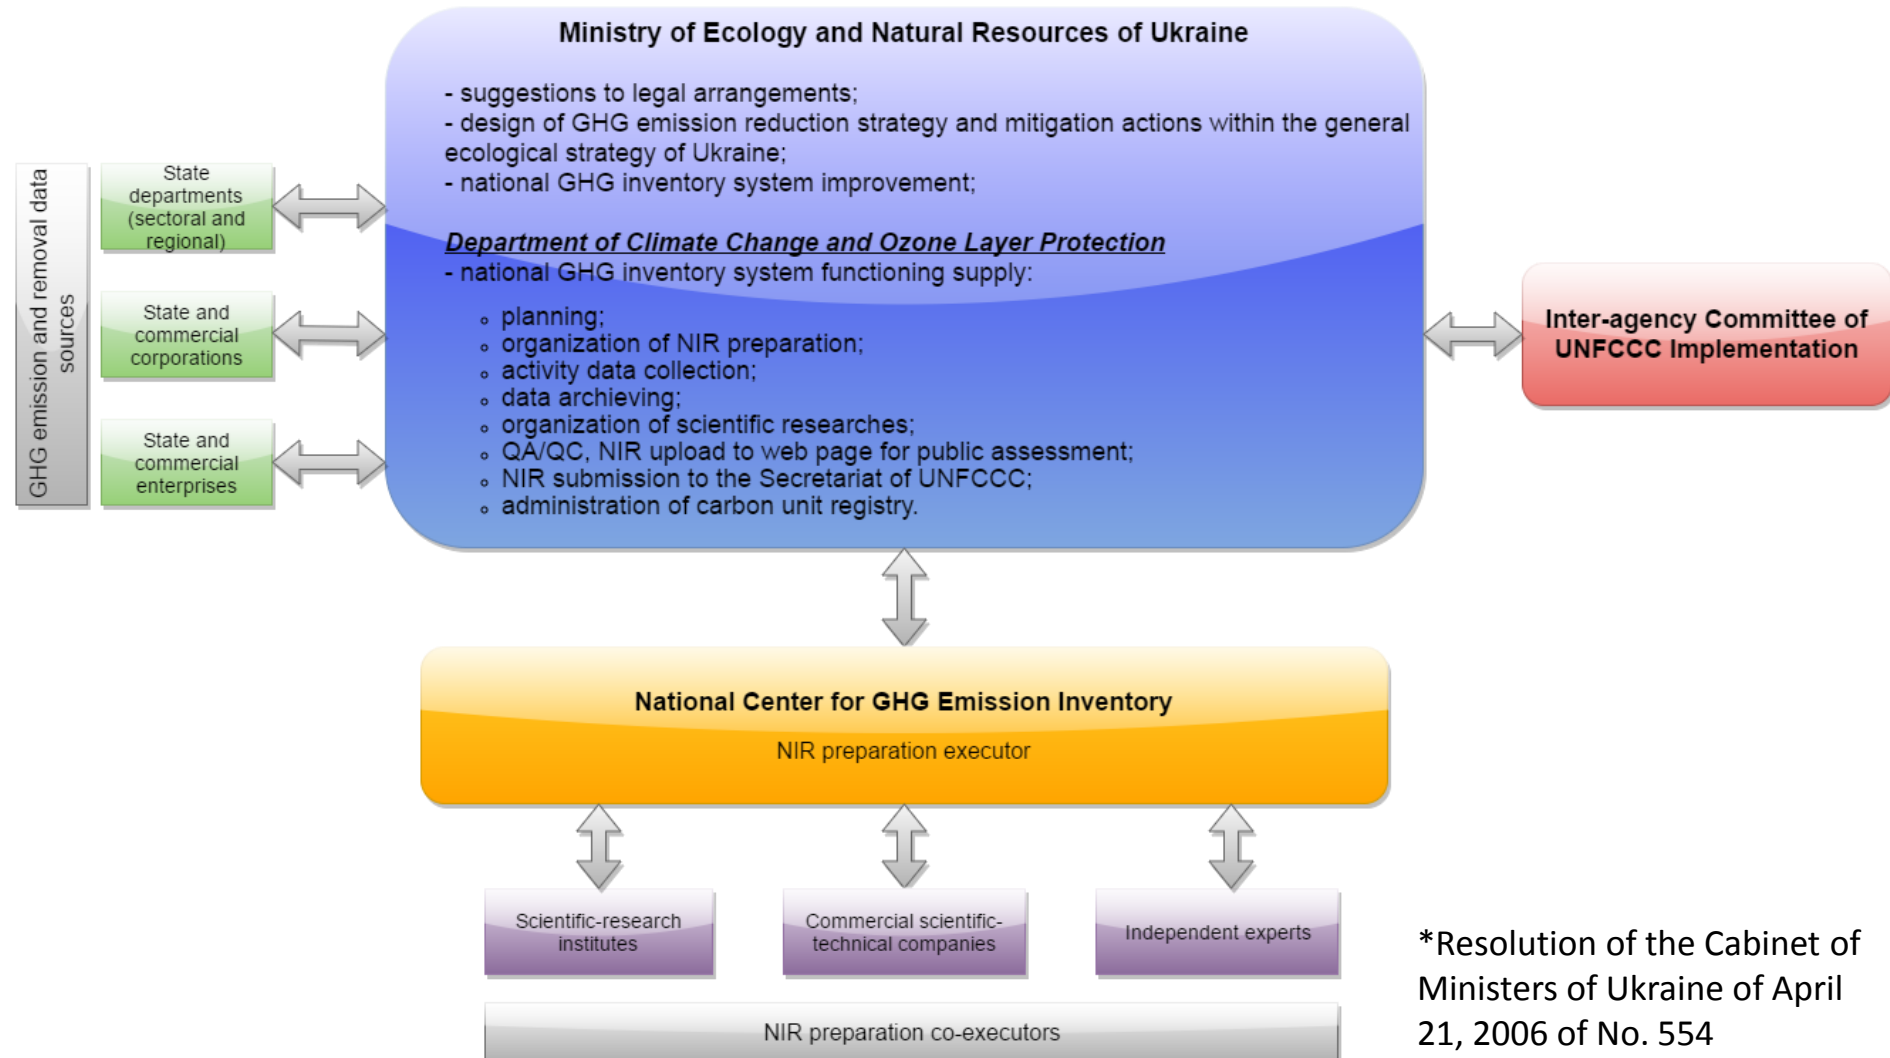 Ministry of Ecology and Natural Resources of Ukraine
- suggestions to legal arrangements;
- design of GHG emission reduction strategy and mitigation actions within the general
ecological strategy of Ukraine;
- national GHG inventory system improvement;
Department of Climate Change and Ozone Layer Protection
- national GHG inventory system functioning supply:
planning;
organization of NIR preparation;
activity data collection;
data archieving;
organization of scientific researches;
QA/QC, NIR upload to web page for public assessment;
NIR submission to the Secretariat of UNFCCC;
administration of carbon unit registry.
GHG emission and removal data
sources
State
departments
(sectoral and
regional)
State and
commercial
corporations
State and
commercial
enterprises
Inter-agency Committee of
UNFCCC Implementation
National Center for GHG Emission Inventory
NIR preparation executor
Scientific-research
institutes
Commercial scientific-
technical companies
Independent experts
NIR preparation co-executors
*Resolution of the Cabinet of
Ministers of Ukraine of April
21, 2006 of No. 554